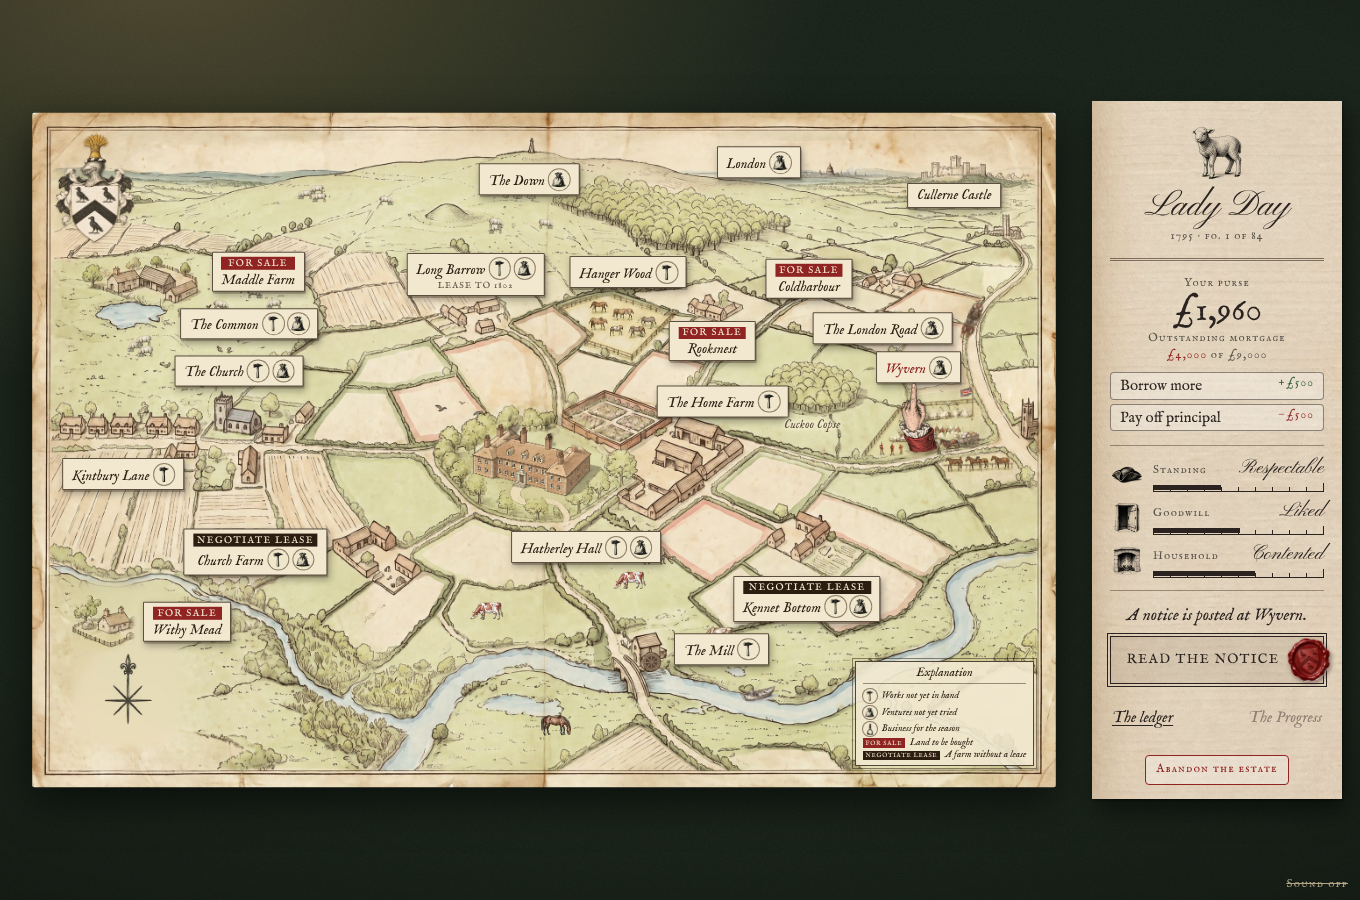 London
The Down
Cullerne Castle
FOR SALE
Maddle Farm
Long Barrow
LEASE TO 1802
Hanger Wood
FOR SALE
Coldharbour
The Common
FOR SALE
Rooksnest
The London Road
The Church
Wyvern
The Home Farm
Cuckoo Copse
Kintbury Lane
NEGOTIATE LEASE
Church Farm
Hatherley Hall
NEGOTIATE LEASE
Kennet Bottom
FOR SALE
Withy Mead
The Mill
Explanation
Works not yet in hand
Ventures not yet tried
Business for the season
FOR SALE Land to be bought
NEGOTIATE LEASE A farm without a lease
Lady Day
1795 · FO. 1 OF 84
YOUR PURSE
£1,960
OUTSTANDING MORTGAGE
£4,000 OF £9,000
Borrow more +£500
Pay off principal −£500
STANDING Respectable
GOODWILL Liked
HOUSEHOLD Contented
A notice is posted at Wyvern.
READ THE NOTICE
The ledger The Progress
ABANDON THE ESTATE
SOUND OFF